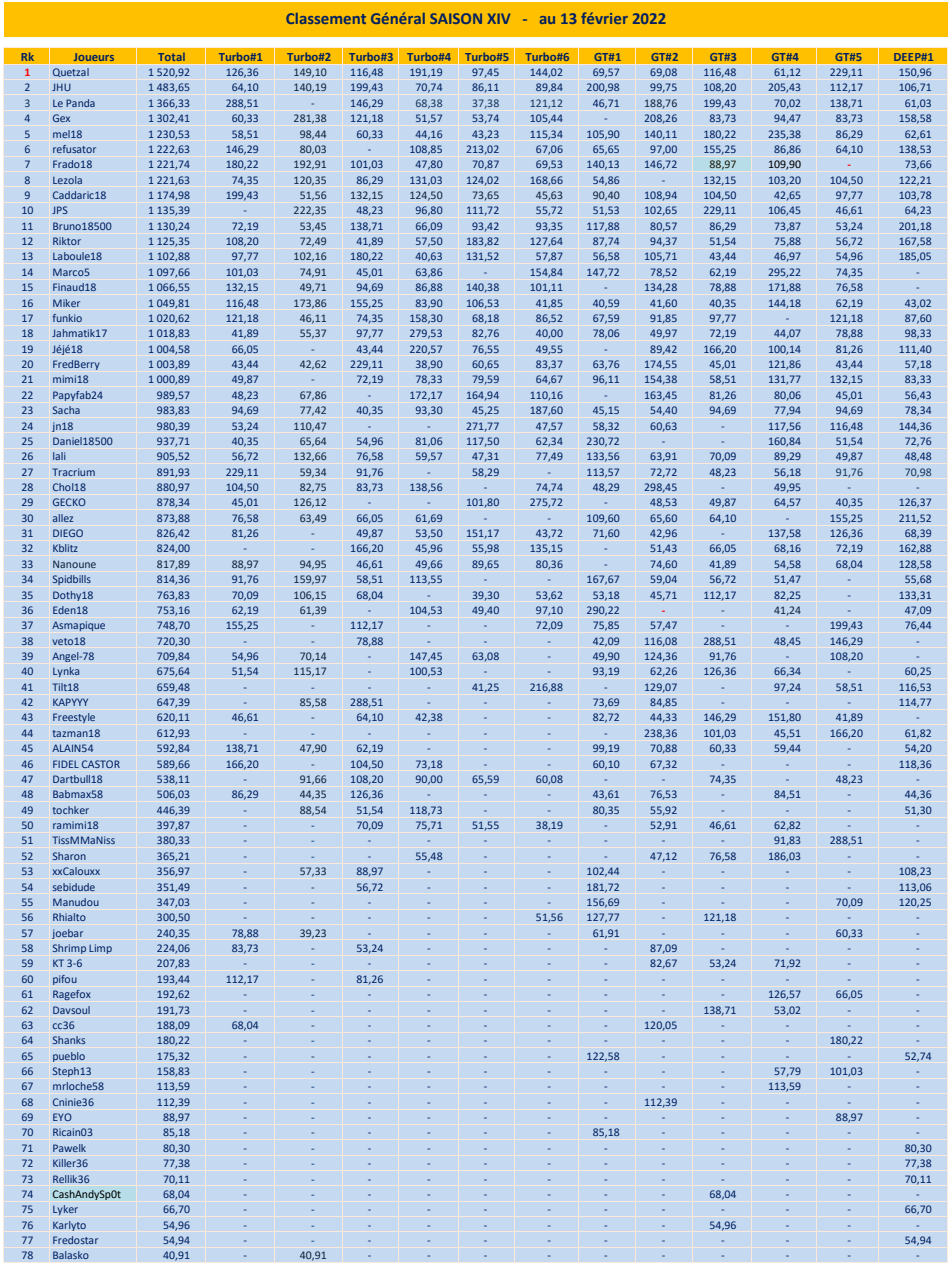 Classement Général SAISON XIV - au 13 février 2022
Rk Joueurs Total Turbo#1 Turbo#2 Turbo#3 Turbo#4 Turbo#5 Turbo#6 GT#1 GT#2 GT#3 GT#4 GT#5 DEEP#1
1 Quetzal 1 520,92 126,36 149,10 116,48 191,19 97,45 144,02 69,57 69,08 116,48 61,12 229,11 150,96
2 JHU 1 483,65 64,10 190,14 199,43 70,74 86,11 89,84 200,98 99,75 108,20 205,43 112,17 106,71
3 Le Panda 1 366,33 288,51 - 146,29 68,38 37,38 121,12 46,71 188,76 199,43 70,02 138,71 61,03
4 Gex 1 302,41 60,33 281,38 121,18 51,57 53,74 105,44 - 208,26 83,73 94,47 83,73 158,58
5 mel18 1 230,53 58,51 98,44 60,33 44,16 43,23 115,34 105,90 140,11 180,22 235,38 86,29 62,61
6 refusator 1 222,63 146,29 80,03 - 108,85 213,02 67,06 65,65 97,00 155,25 86,86 64,10 138,53
7 Frado18 1 221,74 180,22 192,91 101,03 47,80 70,87 69,53 140,13 146,72 88,97 109,90 - 73,66
8 Lezola 1 221,63 74,35 120,35 86,29 131,03 124,02 168,66 54,86 - 132,15 103,20 104,50 122,21
9 Caddaric18 1 174,98 199,43 51,56 132,15 124,50 73,65 45,63 90,40 108,94 104,50 42,65 97,77 103,78
10 JPS 1 135,39 - 222,35 48,23 96,80 111,72 55,72 51,53 102,65 229,11 106,45 46,61 64,23
11 Bruno18500 1 130,24 72,19 53,45 138,71 66,09 93,42 93,35 117,88 80,57 86,29 73,87 53,24 201,18
12 Riktor 1 125,35 108,20 72,49 41,89 57,50 183,82 127,64 87,74 94,37 51,54 75,88 56,72 167,58
13 Laboule18 1 102,88 97,77 102,16 180,22 40,63 131,52 57,87 56,58 105,71 43,44 46,97 54,96 185,05
14 Marco5 1 097,66 101,03 74,91 45,01 63,86 - 154,84 147,72 78,52 62,19 295,22 74,35 -
15 Finaud18 1 066,55 132,15 49,71 94,69 86,88 140,38 101,11 - 134,28 78,88 171,88 76,58 -
16 Miker 1 049,81 116,48 173,86 155,25 83,90 106,53 41,85 40,59 41,60 40,35 144,18 62,19 43,02
17 funkio 1 020,62 121,18 46,11 74,35 158,30 68,18 86,52 67,59 91,85 97,77 - 121,18 87,60
18 Jahmatik17 1 018,83 41,89 55,37 97,77 279,53 82,76 40,00 78,06 49,97 72,19 44,07 78,88 98,33
19 Jéjé18 1 004,58 66,05 - 43,44 220,57 76,55 49,55 - 89,42 166,20 100,14 81,26 111,40
20 FredBerry 1 003,89 43,44 42,62 229,11 38,90 60,65 83,37 63,76 174,55 45,01 121,86 43,44 57,18
21 mimi18 1 000,89 49,87 - 72,19 78,33 79,59 64,67 96,11 154,38 58,51 131,77 132,15 83,33
22 Papyfab24 989,57 48,23 67,86 - 172,17 164,94 110,16 - 163,45 81,26 80,06 45,01 56,43
23 Sacha 983,83 94,69 77,42 40,35 93,30 45,25 187,60 45,15 54,40 94,69 77,94 94,69 78,34
24 jn18 980,39 53,24 110,47 - - 271,77 47,57 58,32 60,63 - 117,56 116,48 144,36
25 Daniel18500 937,71 40,35 65,64 54,96 81,06 117,50 62,34 230,72 - - 160,84 51,54 72,76
26 lali 905,52 56,72 132,66 76,58 59,57 47,31 77,49 133,56 63,91 70,09 89,29 49,87 48,48
27 Tracrium 891,93 229,11 59,34 91,76 - 58,29 - 113,57 72,72 48,23 56,18 91,76 70,98
28 Chol18 880,97 104,50 82,75 83,73 138,56 - 74,74 48,29 298,45 - 49,95 - -
29 GECKO 878,34 45,01 126,12 - - 101,80 275,72 - 48,53 49,87 64,57 40,35 126,37
30 allez 873,88 76,58 63,49 66,05 61,69 - - 109,60 65,60 64,10 - 155,25 211,52
31 DIEGO 826,42 81,26 - 49,87 53,50 151,17 43,72 71,60 42,96 - 137,58 126,36 68,39
32 Kblitz 824,00 - - 166,20 45,96 55,98 135,15 - 51,43 66,05 68,16 72,19 162,88
33 Nanoune 817,89 88,97 94,95 46,61 49,66 89,65 80,36 - 74,60 41,89 54,58 68,04 128,58
34 Spidbills 814,36 91,76 159,97 58,51 113,55 - - 167,67 59,04 56,72 51,47 - 55,68
35 Dothy18 763,83 70,09 106,15 68,04 - 39,30 53,62 53,18 45,71 112,17 82,25 - 133,31
36 Eden18 753,16 62,19 61,39 - 104,53 49,40 97,10 290,22 - - 41,24 - 47,09
37 Asmapique 748,70 155,25 - 112,17 - - 72,09 75,85 57,47 - - 199,43 76,44
38 veto18 720,30 - - 78,88 - - - 42,09 116,08 288,51 48,45 146,29 -
39 Angel-78 709,84 54,96 70,14 - 147,45 63,08 - 49,90 124,36 91,76 - 108,20 -
40 Lynka 675,64 51,54 115,17 - 100,53 - - 93,19 62,26 126,36 66,34 - 60,25
41 Tilt18 659,48 - - - - 41,25 216,88 - 129,07 - 97,24 58,51 116,53
42 KAPYYY 647,39 - 85,58 288,51 - - - 73,69 84,85 - - - 114,77
43 Freestyle 620,11 46,61 - 64,10 42,38 - - 82,72 44,33 146,29 151,80 41,89 -
44 tazman18 612,93 - - - - - - - 238,36 101,03 45,51 166,20 61,82
45 ALAIN54 592,84 138,71 47,90 62,19 - - - 99,19 70,88 60,33 59,44 - 54,20
46 FIDEL CASTOR 589,66 166,20 - 104,50 73,18 - - 60,10 67,32 - - - 118,36
47 Dartbull18 538,11 - 91,66 108,20 90,00 65,59 60,08 - - 74,35 - 48,23 -
48 Babmax58 506,03 86,29 44,35 126,36 - - - 43,61 76,53 - 84,51 - 44,36
49 tochker 446,39 - 88,54 51,54 118,73 - - 80,35 55,92 - - - 51,30
50 ramimi18 397,87 - - 70,09 75,71 51,55 38,19 - 52,91 46,61 62,82 - -
51 TissMMaNiss 380,33 - - - - - - - - - 91,83 288,51 -
52 Sharon 365,21 - - - 55,48 - - - 47,12 76,58 186,03 - -
53 xxCalouxx 356,97 - 57,33 88,97 - - - 102,44 - - - - 108,23
54 sebidude 351,49 - - 56,72 - - - 181,72 - - - - 113,06
55 Manudou 347,03 - - - - - - 156,69 - - - 70,09 120,25
56 Rhialto 300,50 - - - - - 51,56 127,77 - 121,18 - - -
57 joebar 240,35 78,88 39,23 - - - - 61,91 - - - 60,33 -
58 Shrimp Limp 224,06 83,73 - 53,24 - - - - 87,09 - - - -
59 KT 3-6 207,83 - - - - - - - 82,67 53,24 71,92 - -
60 pifou 193,44 112,17 - 81,26 - - - - - - - - -
61 Ragefox 192,62 - - - - - - - - - 126,57 66,05 -
62 Davsoul 191,73 - - - - - - - - 138,71 53,02 - -
63 cc36 188,09 68,04 - - - - - - 120,05 - - - -
64 Shanks 180,22 - - - - - - - - - - 180,22 -
65 pueblo 175,32 - - - - - - 122,58 - - - - 52,74
66 Steph13 158,83 - - - - - - - - - 57,79 101,03 -
67 mrloche58 113,59 - - - - - - - - - 113,59 - -
68 Cninie36 112,39 - - - - - - - 112,39 - - - -
69 EYO 88,97 - - - - - - - - - - 88,97 -
70 Ricain03 85,18 - - - - - - 85,18 - - - - -
71 Pawelk 80,30 - - - - - - - - - - - 80,30
72 Killer36 77,38 - - - - - - - - - - - 77,38
73 Rellik36 70,11 - - - - - - - - - - - 70,11
74 CashAndySp0t 68,04 - - - - - - - - 68,04 - - -
75 Lyker 66,70 - - - - - - - - - - - 66,70
76 Karlyto 54,96 - - - - - - - - 54,96 - - -
77 Fredostar 54,94 - - - - - - - - - - - 54,94
78 Balasko 40,91 - 40,91 - - - - - - - - - -